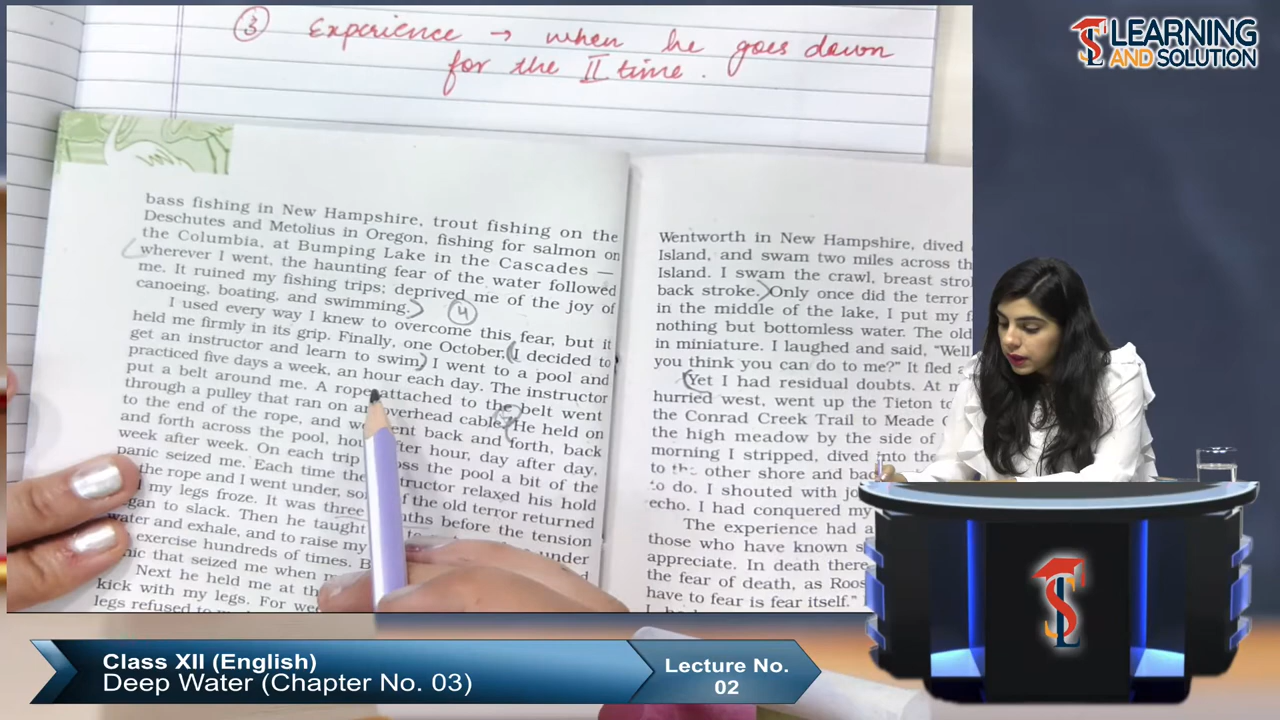 ③ Experience → when he goes down
for the II time.
LEARNING
AND SOLUTION
bass fishing in New Hampshire, trout fishing on the
Deschutes and Metolius in Oregon, fishing for salmon on
the Columbia, at Bumping Lake in the Cascades —
wherever I went, the haunting fear of the water followed
me. It ruined my fishing trips; deprived me of the joy of
canoeing, boating, and swimming.
④
I used every way I knew to overcome this fear, but it
held me firmly in its grip. Finally, one October, I decided to
get an instructor and learn to swim. I went to a pool and
practiced five days a week, an hour each day. The instructor
put a belt around me. A rope attached to the belt went
through a pulley that ran on an overhead cable. He held on
to the end of the rope, and we went back and forth, back
and forth across the pool, hour after hour, day after day,
week after week. On each trip across the pool a bit of the
panic seized me. Each time the instructor relaxed his hold
the rope and I went under, some of the old terror returned
my legs froze. It was three months before the tension
gan to slack. Then he taught under
water and exhale, and to raise my
exercise hundreds of times. B
nic that seized me when
Next he held me at th
kick with my legs. For wee
legs refused to
Wentworth in New Hampshire, dived
Island, and swam two miles across th
Island. I swam the crawl, breast stro
back stroke. Only once did the terror
in the middle of the lake, I put my f
nothing but bottomless water. The old
in miniature. I laughed and said, “Well
you think you can do to me?” It fled a
Yet I had residual doubts. At m
hurried west, went up the Tieton to
the Conrad Creek Trail to Meade
the high meadow by the side of
morning I stripped, dived into the
to the other shore and bac
to do. I shouted with jo
echo. I had conquered my
The experience had a
those who have known s
appreciate. In death there
the fear of death, as Roos
have to fear is fear itself.”
Class XII (English)
Deep Water (Chapter No. 03)
Lecture No.
02